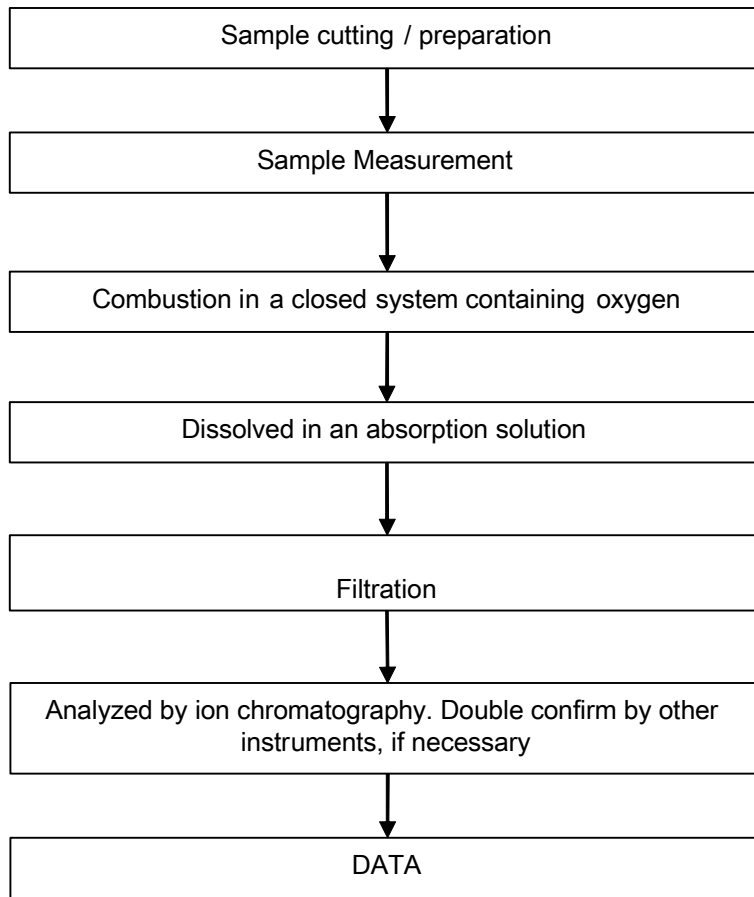 Sample cutting / preparation
Sample Measurement
Combustion in a closed system containing oxygen
Dissolved in an absorption solution
Filtration
Analyzed by ion chromatography. Double confirm by other
instruments, if necessary
DATA